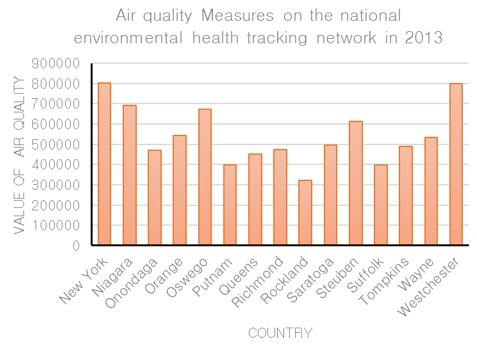 Air quality Measures on the national
environmental health tracking network in 2013
VALUE OF AIR QUALITY
900000
800000
700000
600000
500000
400000
300000
200000
100000
0
New York
Niagara
Onondaga
Orange
Oswego
Putnam
Queens
Richmond
Rockland
Saratoga
Steuben
Suffolk
Tompkins
Wayne
Westchester
COUNTRY